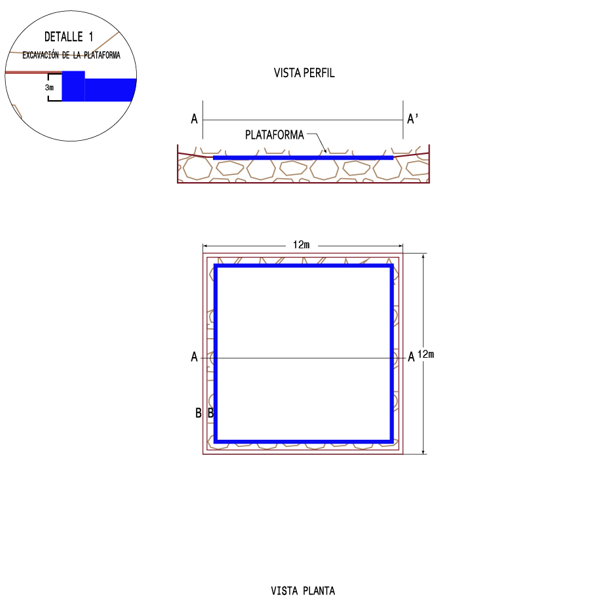 DETALLE 1
EXCAVACIÓN DE LA PLATAFORMA
3m
VISTA PERFIL
A A'
PLATAFORMA
12m
A A 12m
B B
VISTA PLANTA